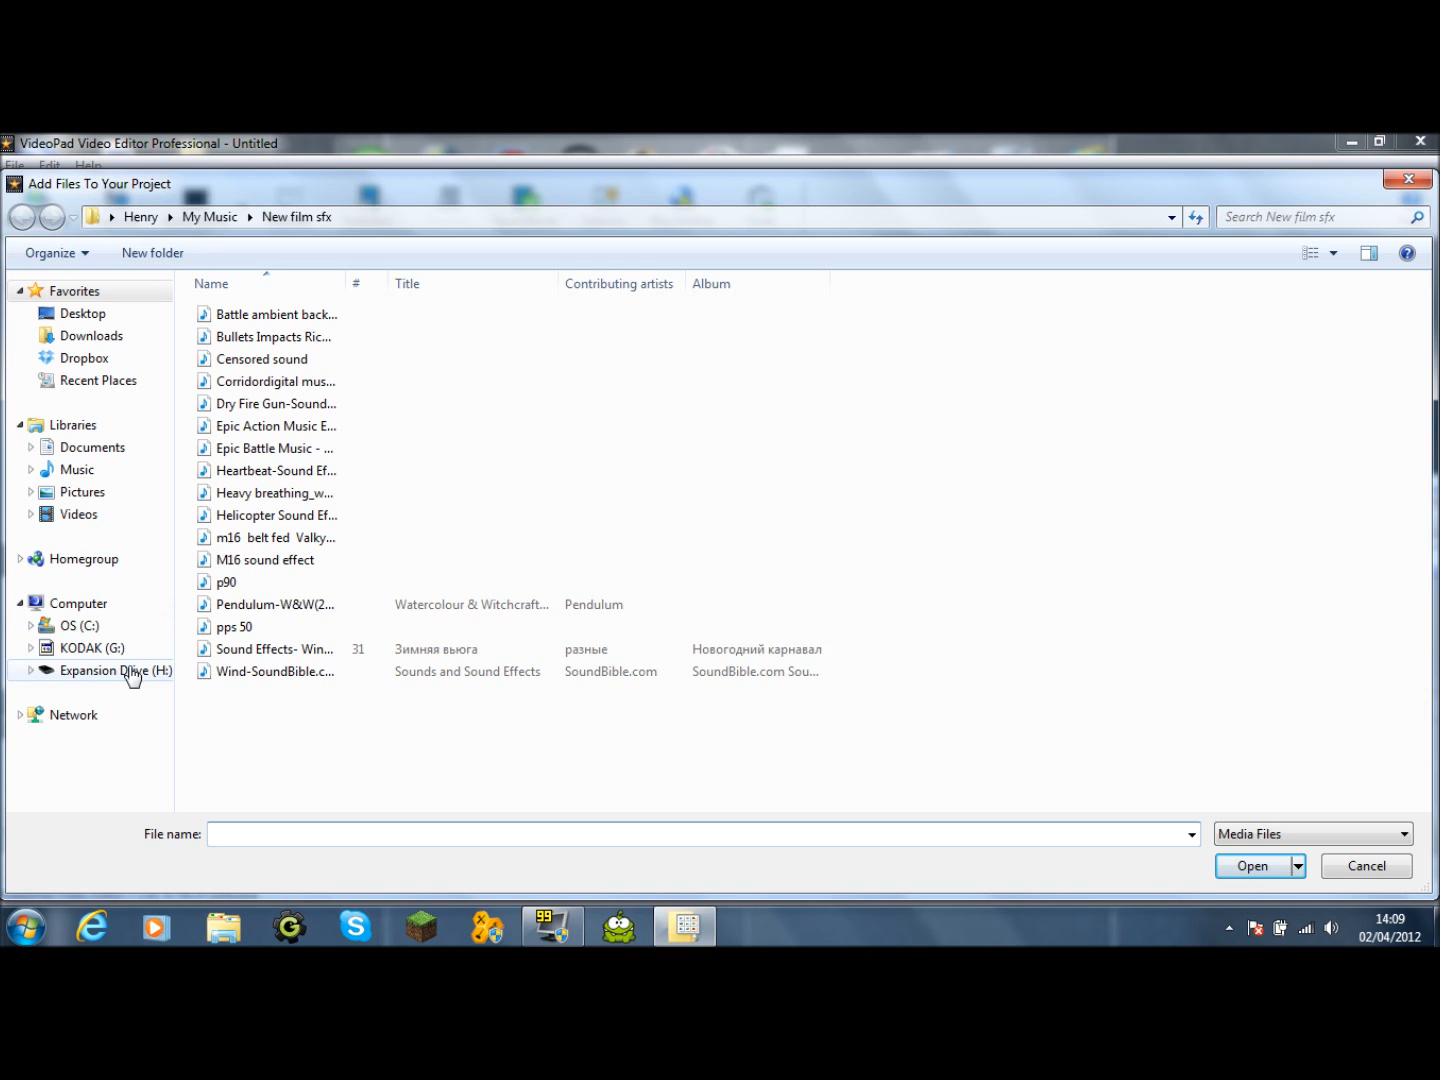 VideoPad Video Editor Professional - Untitled
File Edit Help
Add Files To Your Project
Henry My Music New film sfx
Search New film sfx
Organize New folder
Name # Title Contributing artists Album
Favorites
Desktop
Downloads
Dropbox
Recent Places
Libraries
Documents
Music
Pictures
Videos
Homegroup
Computer
OS (C:)
KODAK (G:)
Expansion Drive (H:)
Network
Battle ambient back...
Bullets Impacts Ric...
Censored sound
Corridordigital mus...
Dry Fire Gun-Sound...
Epic Action Music E...
Epic Battle Music - ...
Heartbeat-Sound Ef...
Heavy breathing_w...
Helicopter Sound Ef...
m16 belt fed Valky...
M16 sound effect
p90
Pendulum-W&W(2... Watercolour & Witchcraft... Pendulum
pps 50
Sound Effects- Win... 31 Зимняя вьюга разные Новогодний карнавал
Wind-SoundBible.c... Sounds and Sound Effects SoundBible.com SoundBible.com Sou...
File name:
Media Files
Open Cancel
99
14:09
02/04/2012